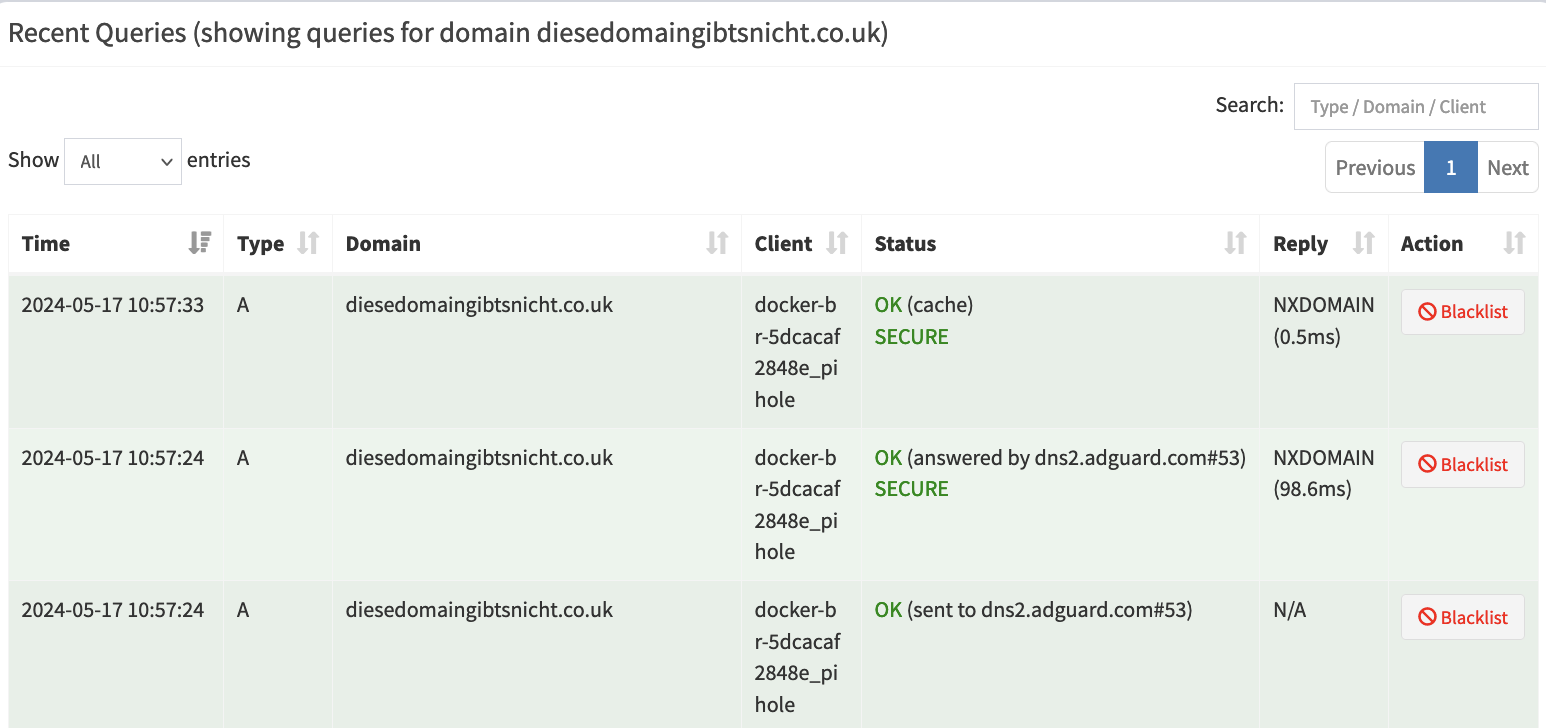 Recent Queries (showing queries for domain diesedomaingibtsnicht.co.uk)
Search: Type / Domain / Client
Show All entries
Previous 1 Next
Time Type Domain Client Status Reply Action
2024-05-17 10:57:33 A diesedomaingibtsnicht.co.uk docker-b OK (cache) NXDOMAIN Blacklist
r-5dcacaf SECURE (0.5ms)
2848e_pi
hole
2024-05-17 10:57:24 A diesedomaingibtsnicht.co.uk docker-b OK (answered by dns2.adguard.com#53) NXDOMAIN Blacklist
r-5dcacaf SECURE (98.6ms)
2848e_pi
hole
2024-05-17 10:57:24 A diesedomaingibtsnicht.co.uk docker-b OK (sent to dns2.adguard.com#53) N/A Blacklist
r-5dcacaf
2848e_pi
hole